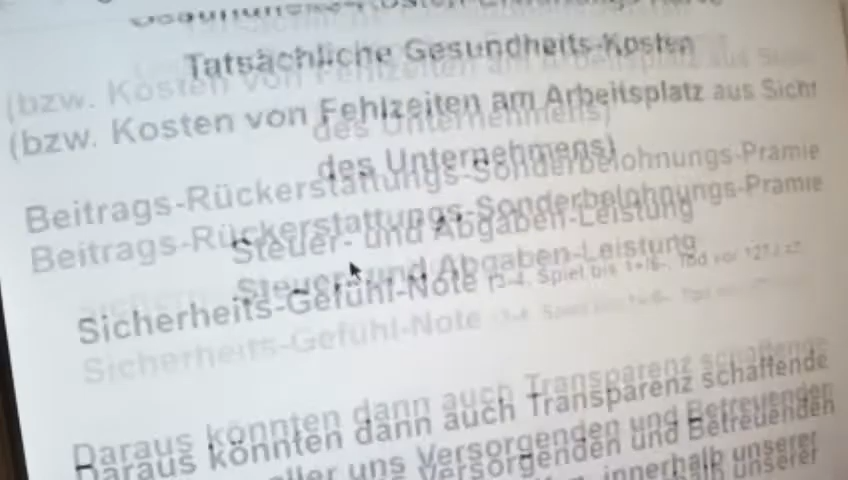 Tatsächliche Gesundheits-Kosten
(bzw. Kosten von Fehlzeiten am Arbeitsplatz aus Sicht
des Unternehmens)
Beitrags-Rückerstattungs-Sonderbelohnungs-Prämie
Steuer- und Abgaben-Leistung
Sicherheits-Gefühl-Note
Daraus könnten dann auch Transparenz schaffende
aller uns Versorgenden und Betreuenden
innerhalb unserer